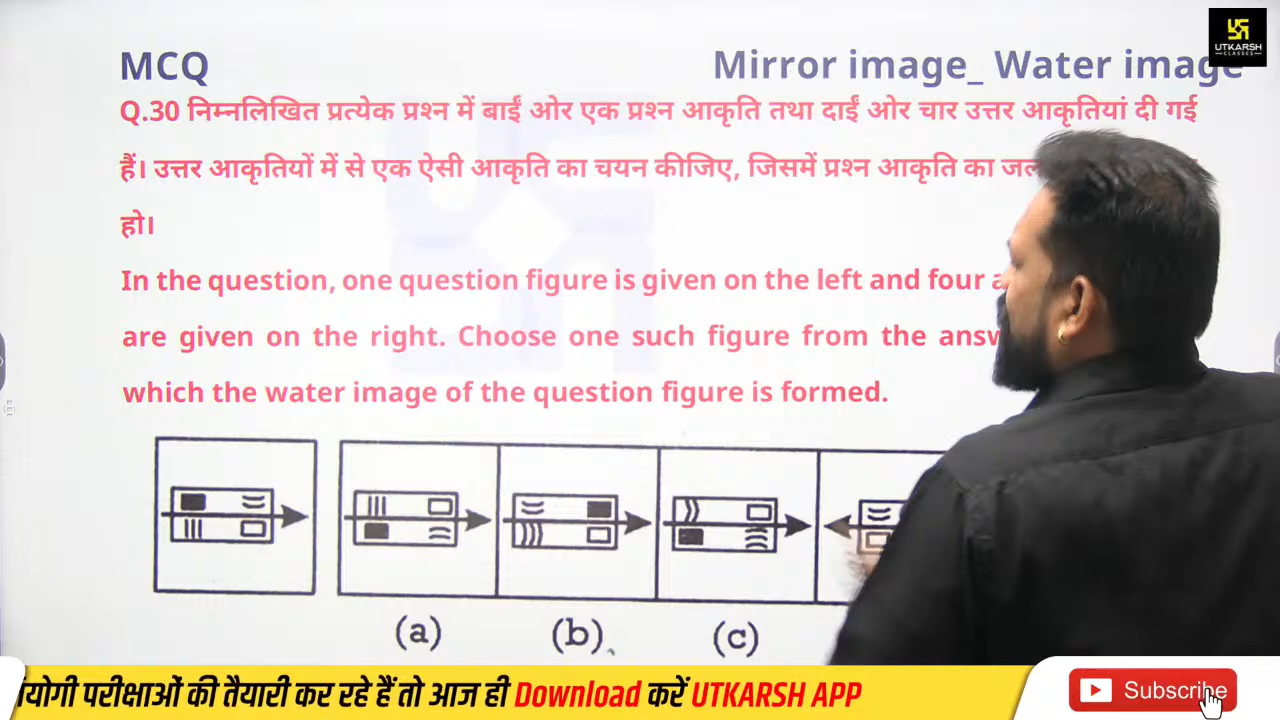 UTKARSH
CLASSES
MCQ
Mirror image_ Water image
Q.30 निम्नलिखित प्रत्येक प्रश्न में बाईं ओर एक प्रश्न आकृति तथा दाईं ओर चार उत्तर आकृतियां दी गई
हैं। उत्तर आकृतियों में से एक ऐसी आकृति का चयन कीजिए, जिसमें प्रश्न आकृति का जल
हो।
In the question, one question figure is given on the left and four
are given on the right. Choose one such figure from the
which the water image of the question figure is formed.
(a) (b) (c)
परीक्षाओं की तैयारी कर रहे हैं तो आज ही Download करें UTKARSH APP
Subscribe